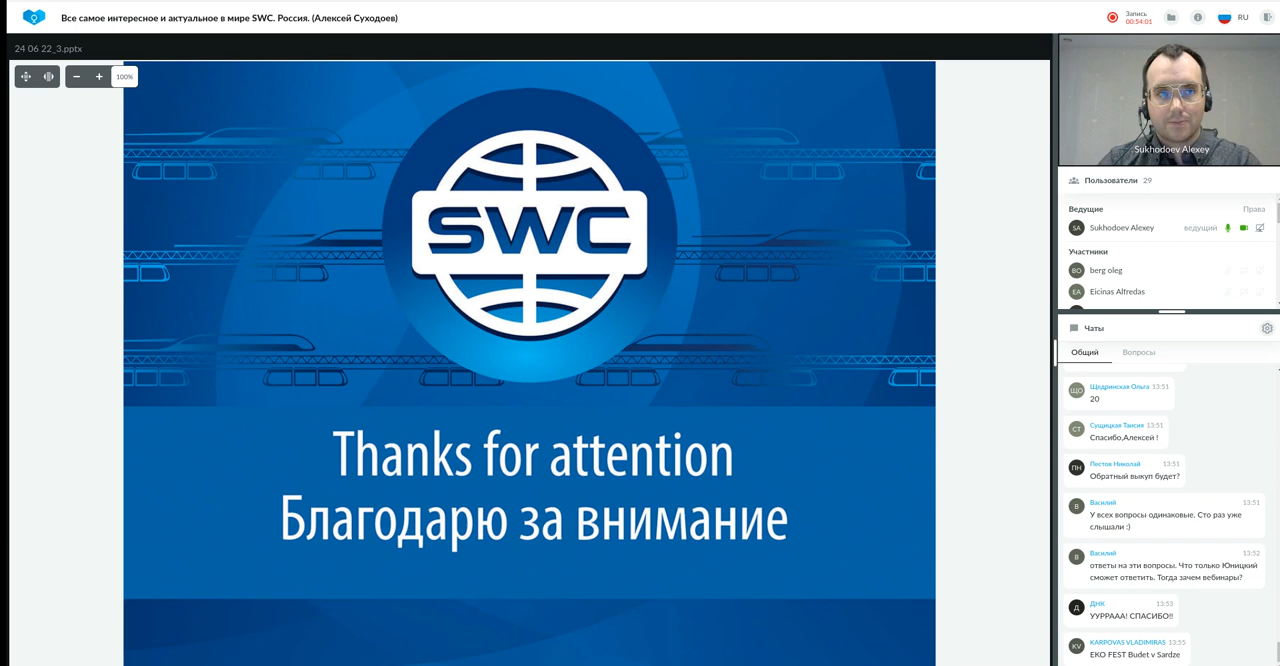 Все самое интересное и актуальное в мире SWC. Россия. (Алексей Суходоев)
Запись
00:54:01
RU
24 06 22_3.pptx
100%
SWC
Thanks for attention
Благодарю за внимание
Sukhodoev Alexey
Пользователи 29
Ведущие Права
SA Sukhodoev Alexey ведущий
Участники
BO berg oleg
EA Eicinas Alfredas
Чаты
Общий Вопросы
ЩО Щедринская Ольга 13:51
20
СТ Сущицкая Таисия 13:51
Спасибо,Алексей !
ПН Пестов Николай 13:51
Обратный выкуп будет?
В Василий 13:51
У всех вопросы одинаковые. Сто раз уже
слышали :)
В Василий 13:52
ответы на эти вопросы. Что только Юницкий
сможет ответить. Тогда зачем вебинары?
Д ДНК 13:53
УУРРААА! СПАСИБО!!
KV KARPOVAS VLADIMIRAS 13:55
EKO FEST Budet v Sardze